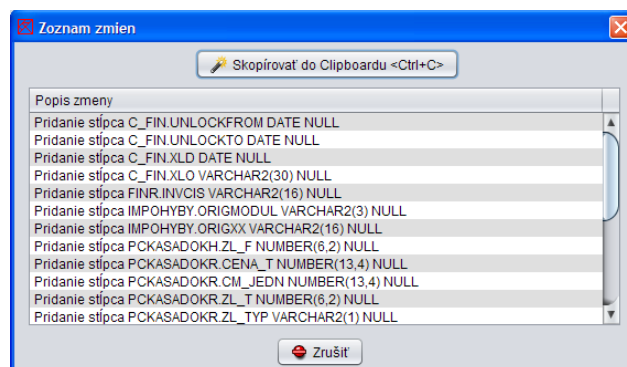 Zoznam zmien
Skopírovať do Clipboardu <Ctrl+C>
Popis zmeny
Pridanie stĺpca C_FIN.UNLOCKFROM DATE NULL
Pridanie stĺpca C_FIN.UNLOCKTO DATE NULL
Pridanie stĺpca C_FIN.XLD DATE NULL
Pridanie stĺpca C_FIN.XLO VARCHAR2(30) NULL
Pridanie stĺpca FINR.INVCIS VARCHAR2(16) NULL
Pridanie stĺpca IMPOHYBY.ORIGMODUL VARCHAR2(3) NULL
Pridanie stĺpca IMPOHYBY.ORIGXX VARCHAR2(16) NULL
Pridanie stĺpca PCKASADOKH.ZL_F NUMBER(6,2) NULL
Pridanie stĺpca PCKASADOKR.CENA_T NUMBER(13,4) NULL
Pridanie stĺpca PCKASADOKR.CM_JEDN NUMBER(13,4) NULL
Pridanie stĺpca PCKASADOKR.ZL_T NUMBER(6,2) NULL
Pridanie stĺpca PCKASADOKR.ZL_TYP VARCHAR2(1) NULL
Zrušiť